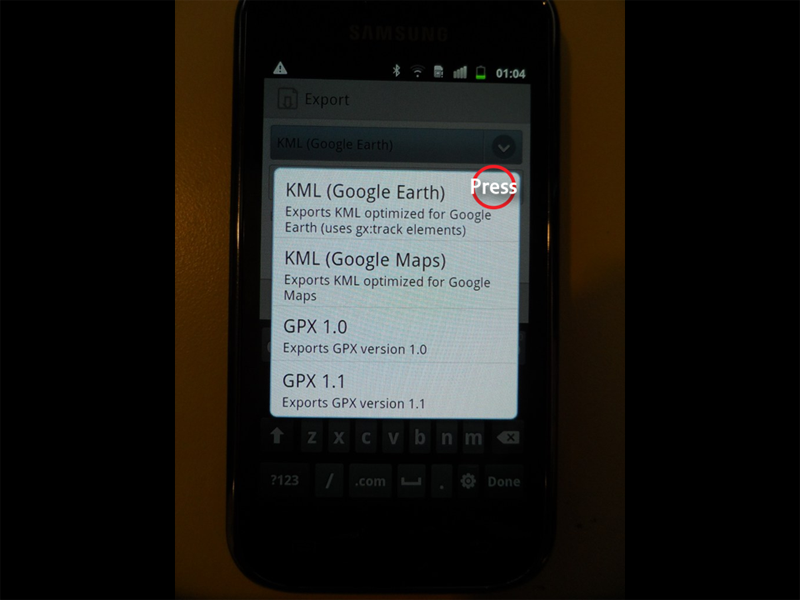 SAMSUNG
01:04
Export
KML (Google Earth)
KML (Google Earth)
Press
Exports KML optimized for Google
Earth (uses gx:track elements)
KML (Google Maps)
Exports KML optimized for Google
Maps
GPX 1.0
Exports GPX version 1.0
GPX 1.1
Exports GPX version 1.1
z x c v b n m
?123 / .com . Done